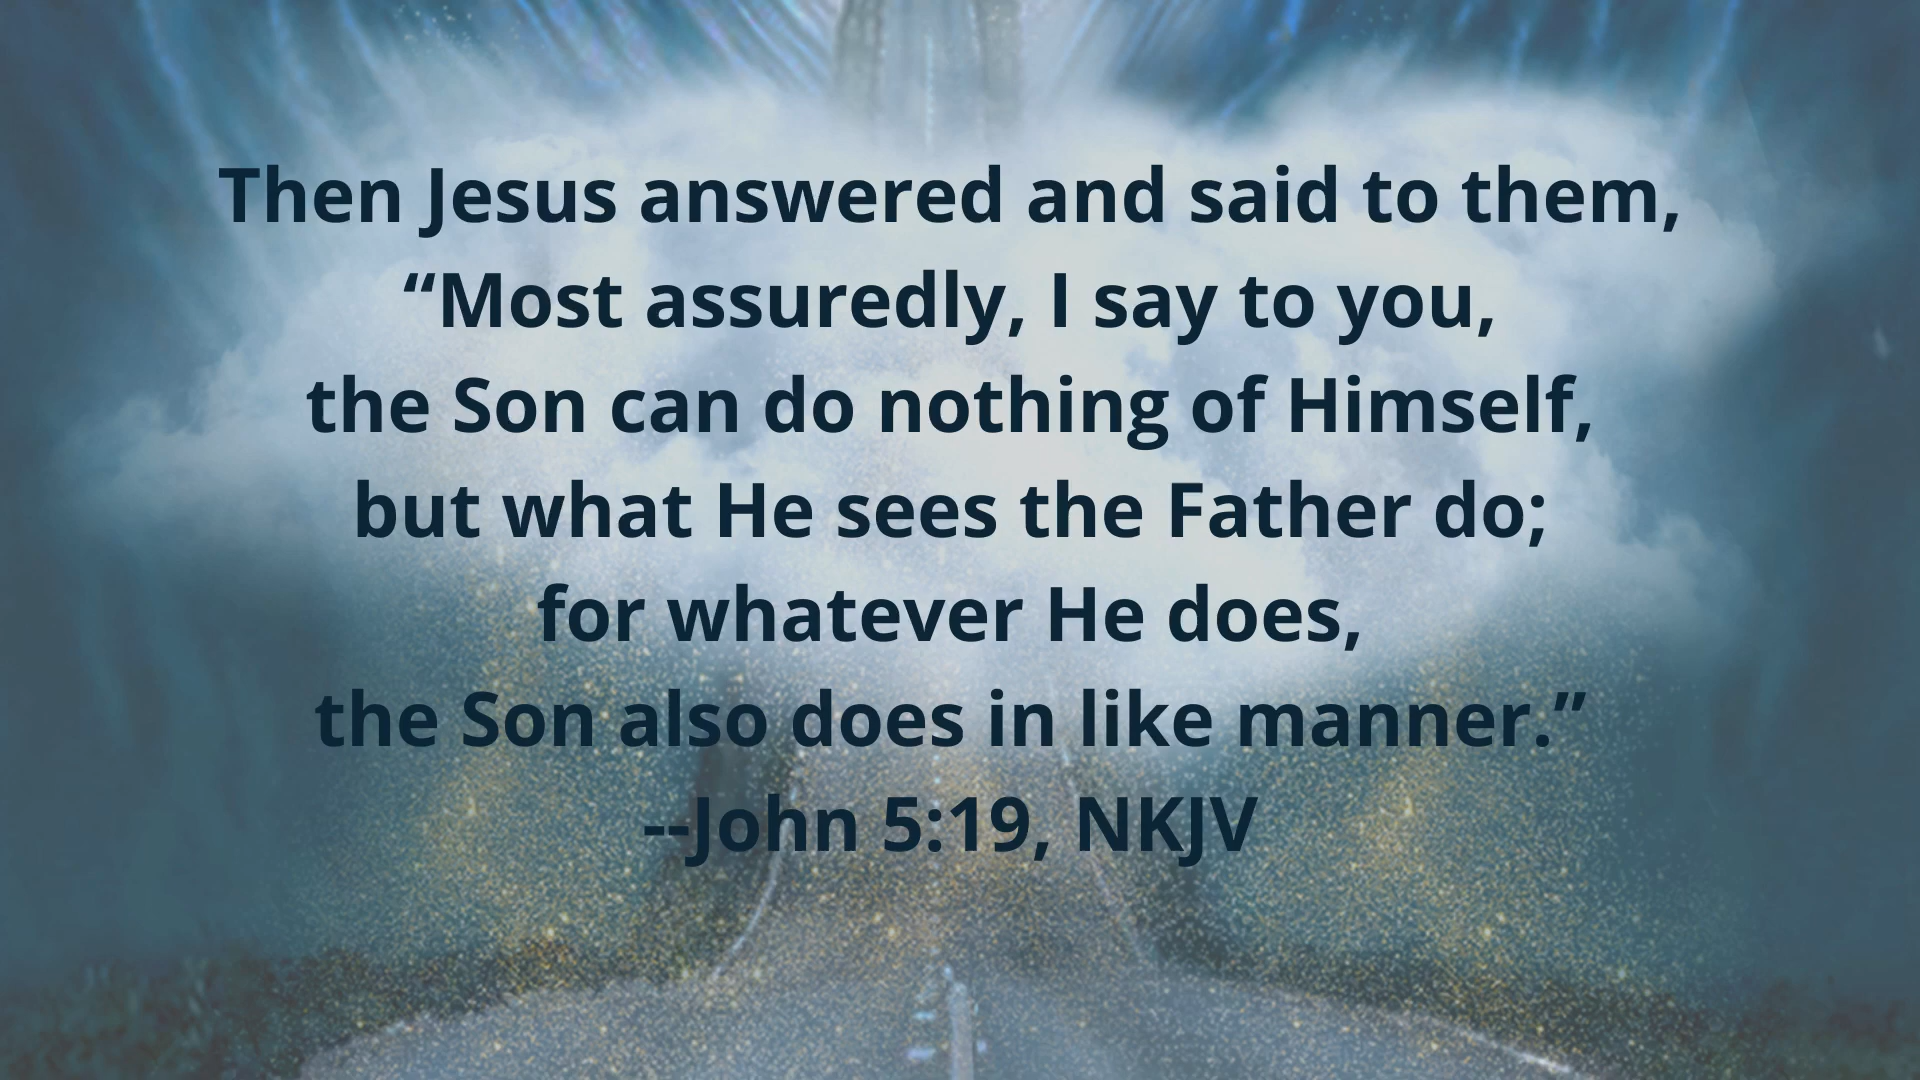 Then Jesus answered and said to them,
“Most assuredly, I say to you,
the Son can do nothing of Himself,
but what He sees the Father do;
for whatever He does,
the Son also does in like manner.”
--John 5:19, NKJV